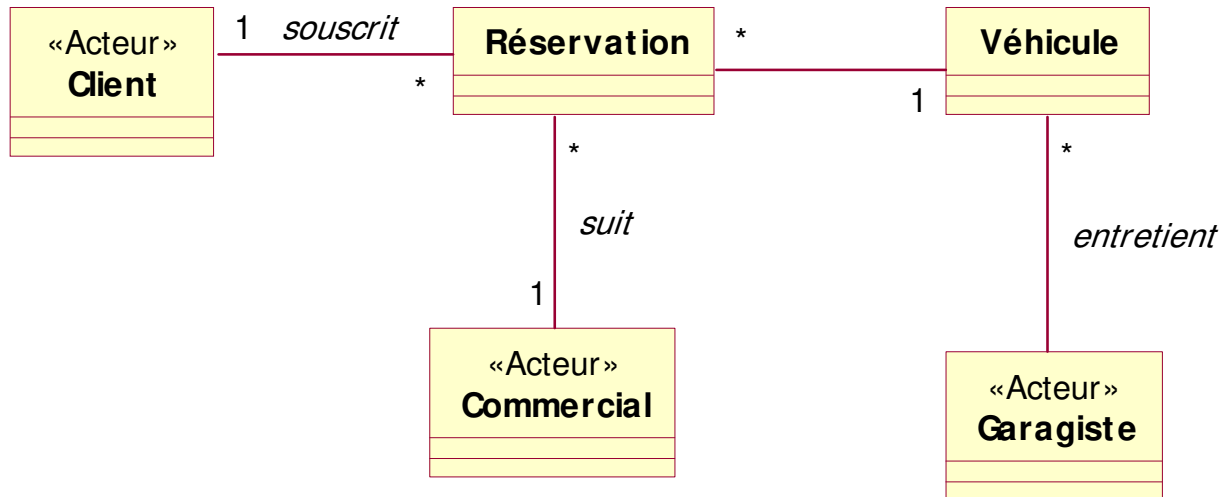 «Acteur»
Client
1 souscrit
*
Réservation
*
1
Véhicule
*
suit
1
*
entretient
«Acteur»
Commercial
«Acteur»
Garagiste